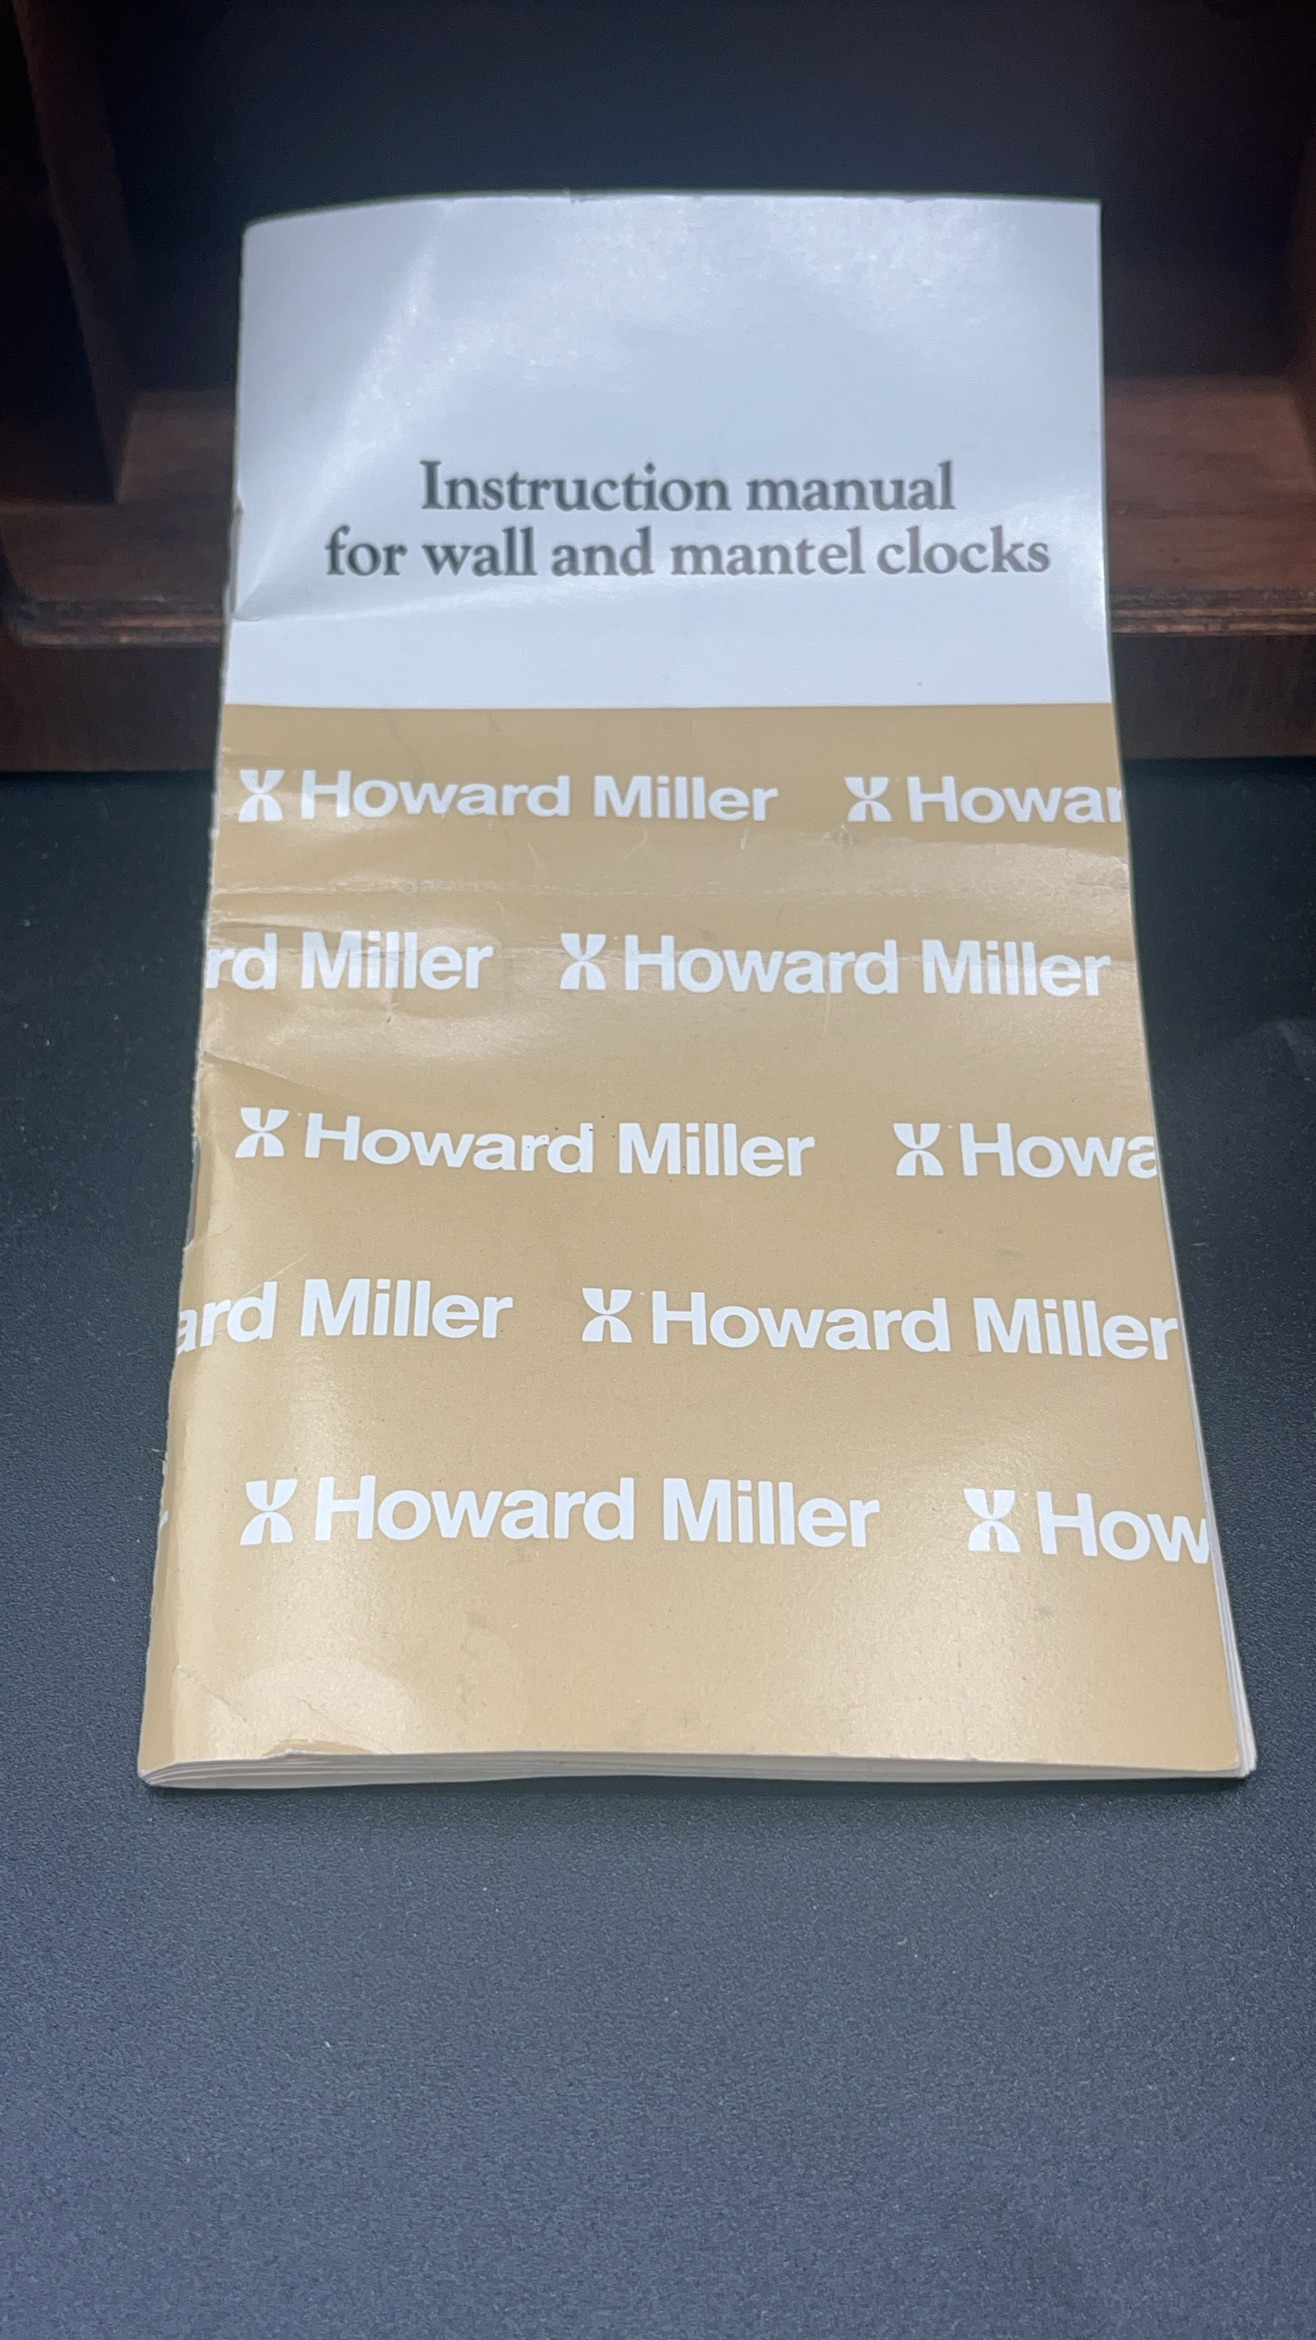 Instruction manual
for wall and mantel clocks
Howard Miller Howar
rd Miller Howard Miller
Howard Miller Howa
ard Miller Howard Miller
Howard Miller How